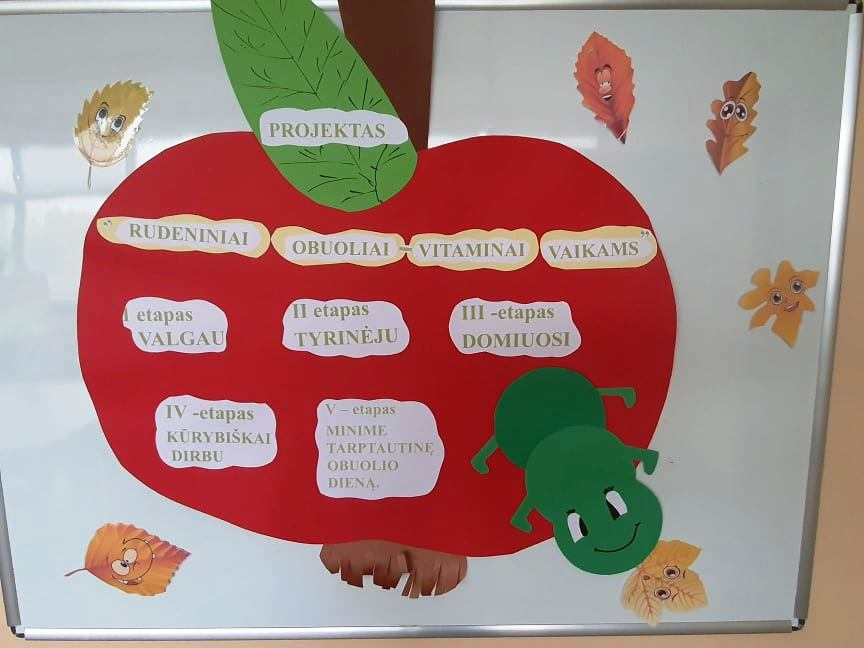 PROJEKTAS
" RUDENINIAI OBUOLIAI – VITAMINAI VAIKAMS "
I etapas
VALGAU
II etapas
TYRINĖJU
III -etapas
DOMIUOSI
IV -etapas
KŪRYBIŠKAI
DIRBU
V – etapas
MINIME
TARPTAUTINĘ
OBUOLIO
DIENĄ.